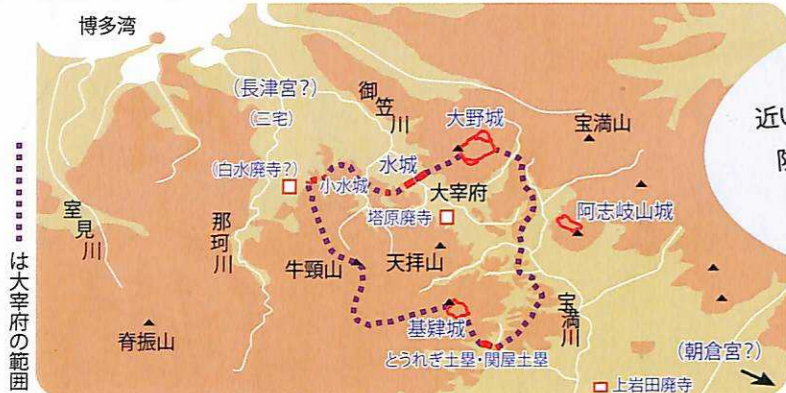 博多湾
(長津宮?)
(三宅)
御笠川
大野城
宝満山
近い
水城
(白水廃寺?)
小水城
大宰府
塔原廃寺
阿志岐山城
室見川
那珂川
牛頸山
天拝山
宝満川
基肄城
とうれぎ土塁・関屋土塁
脊振山
(朝倉宮?)
上岩田廃寺
は大宰府の範囲